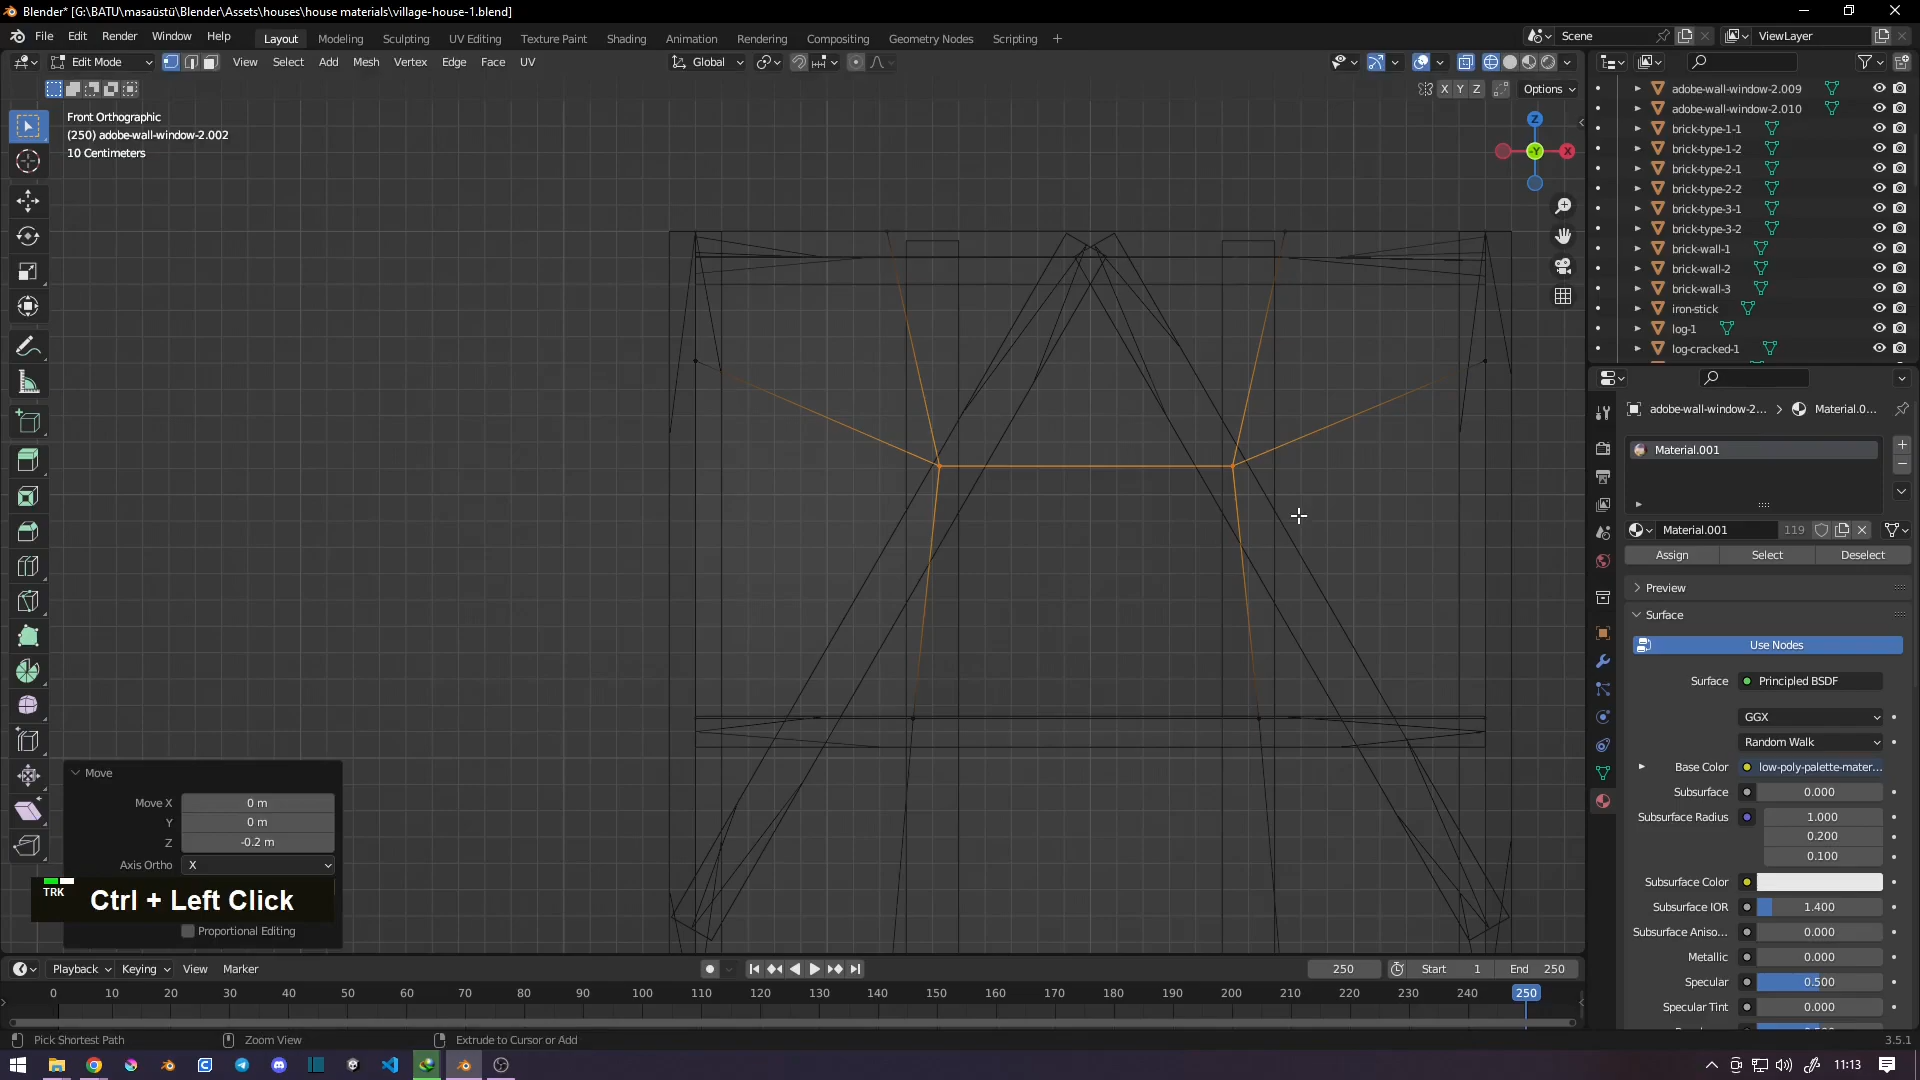 Blender* [G:\BATU\masaüstü\Blender\Assets\houses\house materials\village-house-1.blend]
File Edit Render Window Help Layout Modeling Sculpting UV Editing Texture Paint Shading Animation Rendering Compositing Geometry Nodes Scripting + Scene ViewLayer
Edit Mode View Select Add Mesh Vertex Edge Face UV Global
X Y Z Options
Front Orthographic
(250) adobe-wall-window-2.002
10 Centimeters
Z
-Y
X
adobe-wall-window-2.009
adobe-wall-window-2.010
brick-type-1-1
brick-type-1-2
brick-type-2-1
brick-type-2-2
brick-type-3-1
brick-type-3-2
brick-wall-1
brick-wall-2
brick-wall-3
iron-stick
log-1
log-cracked-1
adobe-wall-window-2... > Material.0...
Material.001
Material.001 119
Assign Select Deselect
Preview
Surface
Use Nodes
Surface Principled BSDF
GGX
Random Walk
Base Color low-poly-palette-mater...
Subsurface 0.000
Subsurface Radius 1.000
0.200
0.100
Subsurface Color
Subsurface IOR 1.400
Subsurface Aniso... 0.000
Metallic 0.000
Specular 0.500
Specular Tint 0.000
Move
Move X 0 m
Y 0 m
Z -0.2 m
Axis Ortho X
TRK
Ctrl + Left Click
Proportional Editing
Playback Keying View Marker 250 Start 1 End 250
0 10 20 30 40 50 60 70 80 90 100 110 120 130 140 150 160 170 180 190 200 210 220 230 240 250
Pick Shortest Path Zoom View Extrude to Cursor or Add 3.5.1
11:13